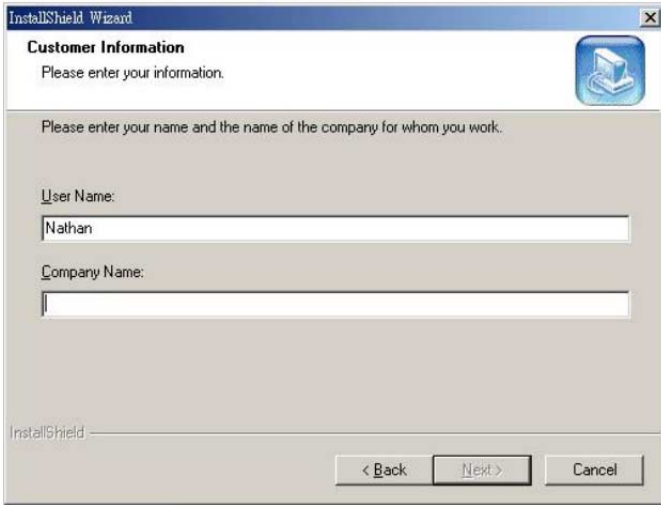 InstallShield Wizard
Customer Information
Please enter your information.
Please enter your name and the name of the company for whom you work.
User Name:
Nathan
Company Name:
InstallShield
< Back
Next >
Cancel